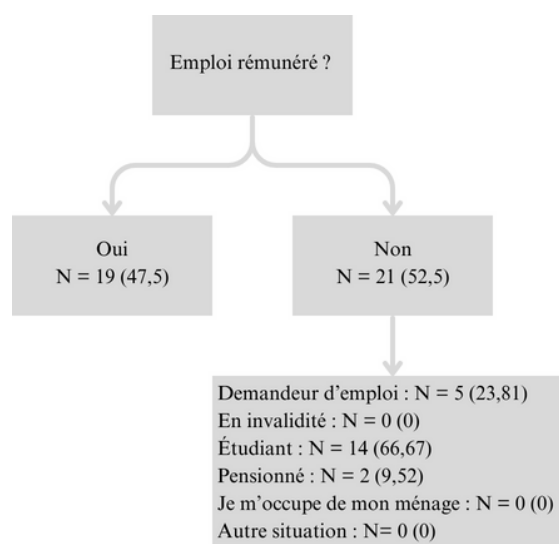 Emploi rémunéré ?
Oui
N = 19 (47,5)
Non
N = 21 (52,5)
Demandeur d’emploi : N = 5 (23,81)
En invalidité : N = 0 (0)
Étudiant : N = 14 (66,67)
Pensionné : N = 2 (9,52)
Je m’occupe de mon ménage : N = 0 (0)
Autre situation : N= 0 (0)